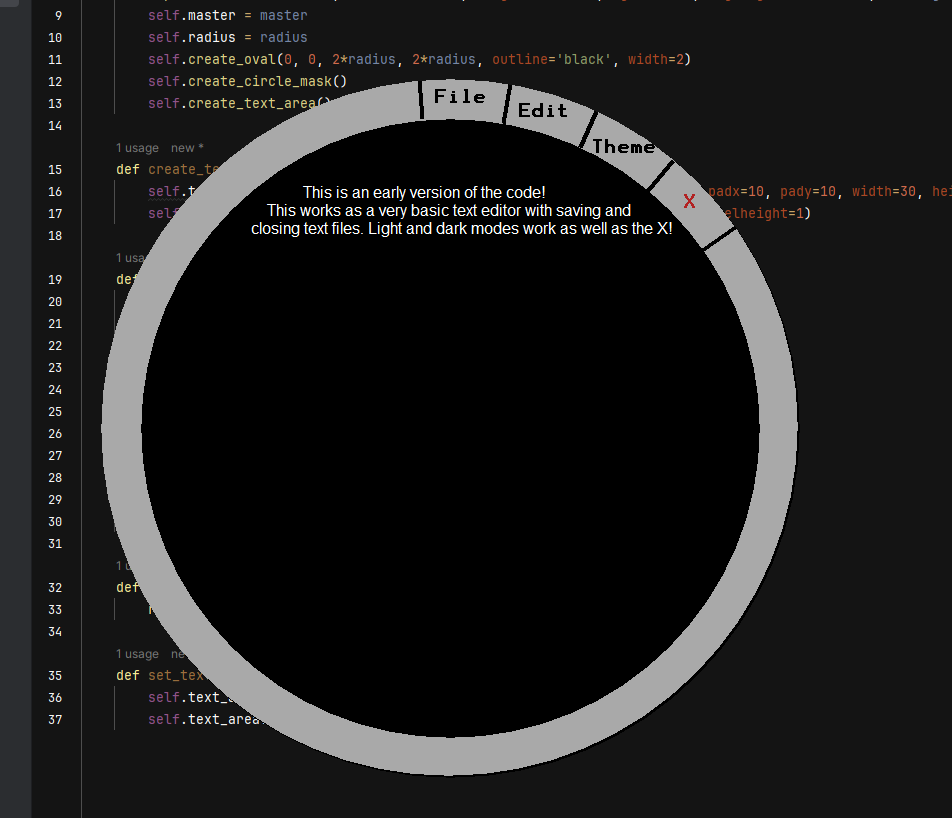 9 self.master = master
10 self.radius = radius
11 self.create_oval(0, 0, 2*radius, 2*radius, outline='black', width=2)
12 self.create_circle_mask()
13 self.create_text_area()
14
1 usage new *
15 def create_te
16 self.t padx=10, pady=10, width=30, hei
17 self elheight=1)
18
1 usa
19 def
20
21
22
23
24
25
26
27
28
29
30
31
1 u
32 def
33 r
34
1 usage ne
35 def set_tex
36 self.text_a
37 self.text_area.
File
Edit
Theme
X
This is an early version of the code!
This works as a very basic text editor with saving and
closing text files. Light and dark modes work as well as the X!